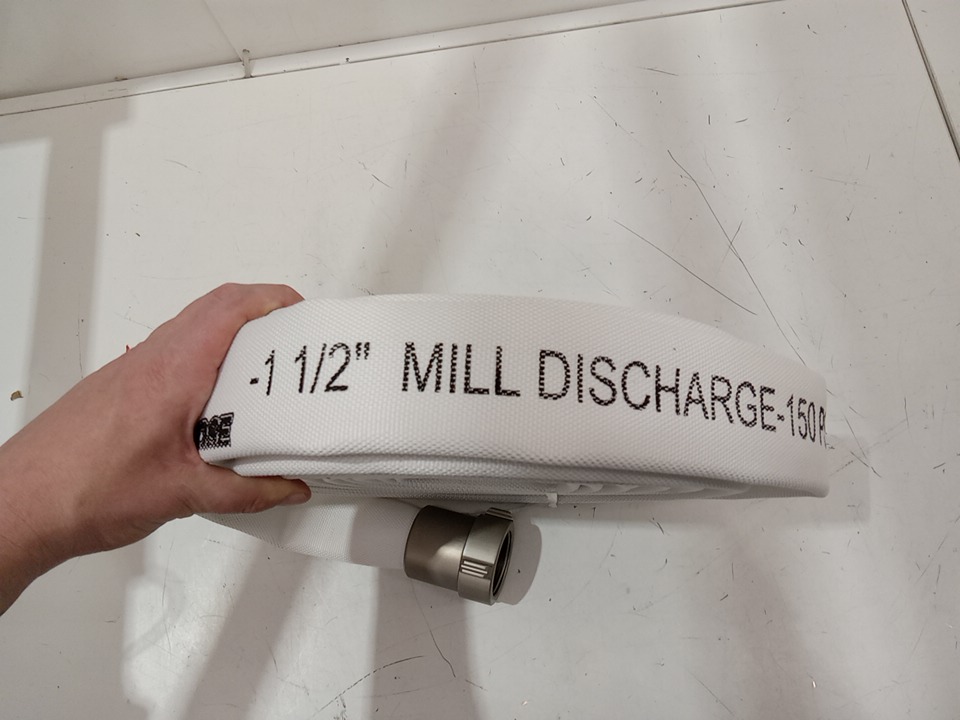 -1 1/2" MILL DISCHARGE-150